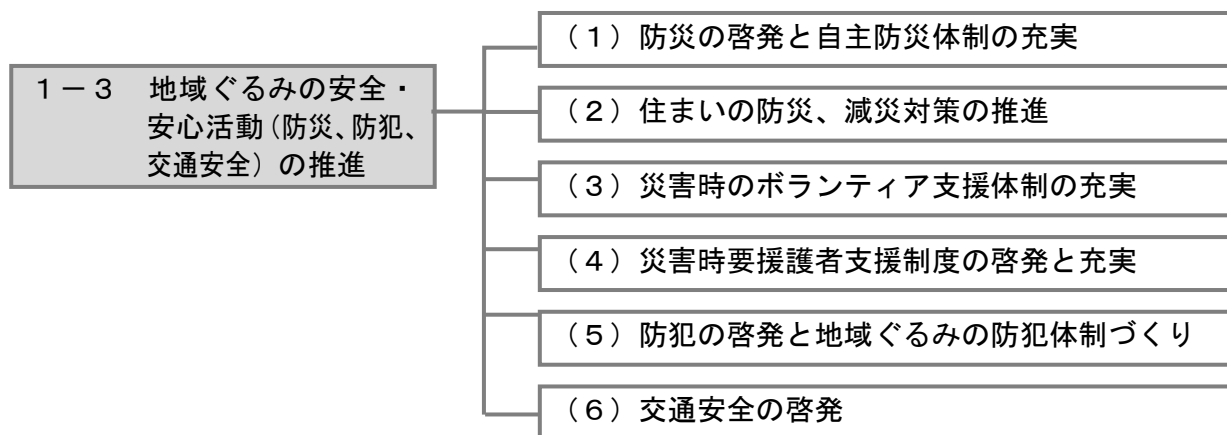 1-3 地域ぐるみの安全・
安心活動(防災、防犯、
交通安全)の推進
(1)防災の啓発と自主防災体制の充実
(2)住まいの防災、減災対策の推進
(3)災害時のボランティア支援体制の充実
(4)災害時要援護者支援制度の啓発と充実
(5)防犯の啓発と地域ぐるみの防犯体制づくり
(6)交通安全の啓発